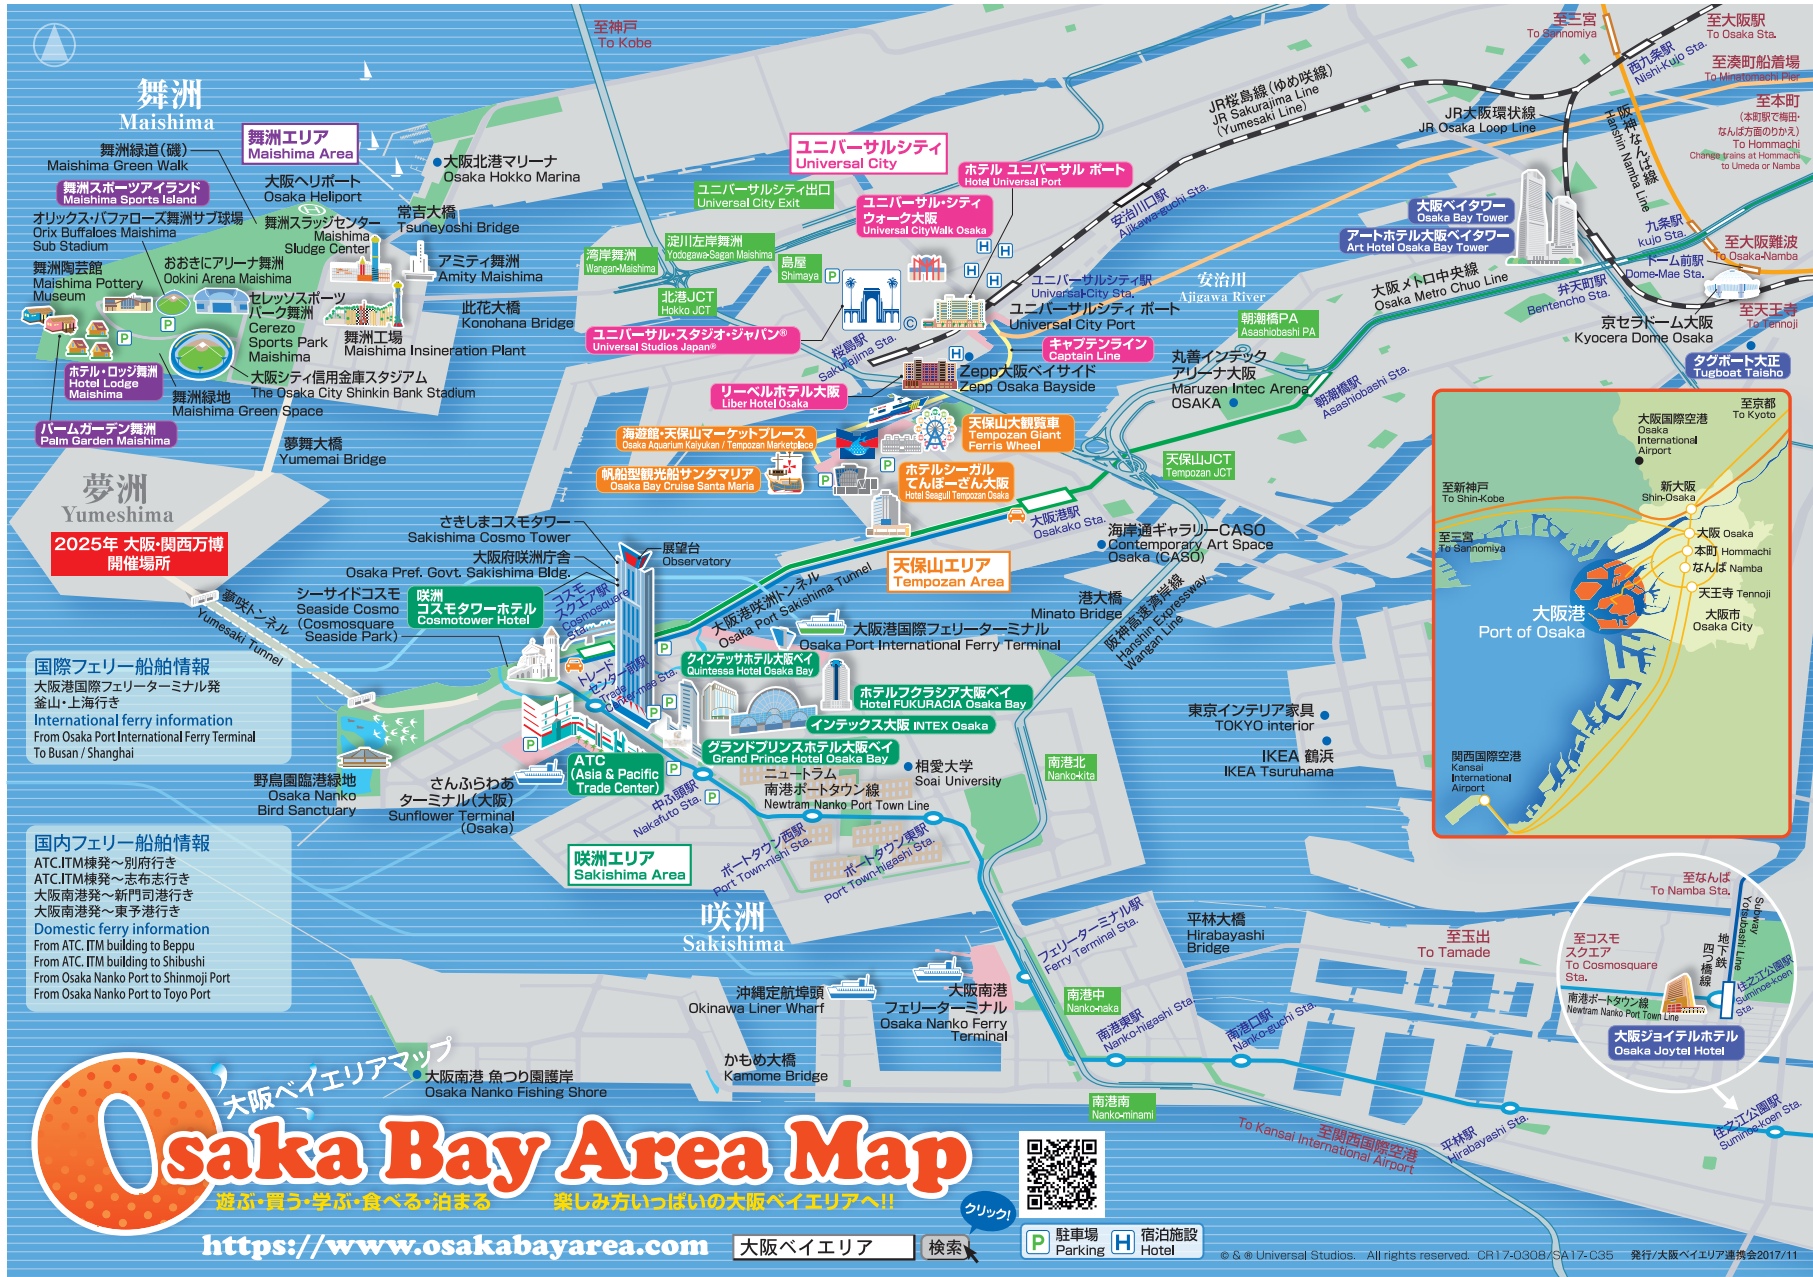 至神戸
To Kobe
至三宮
To Sannomiya
至大阪駅
To Osaka Sta.
西九条駅
Nishi-Kujo Sta.
至湊町船着場
To Minatomachi Pier
至本町
(本町駅で梅田・
なんば方面のりかえ)
To Hommachi
Change trains at Hommachi
to Umeda or Namba
舞洲
Maishima
舞洲エリア
Maishima Area
舞洲緑道(磯)
Maishima Green Walk
舞洲スポーツアイランド
Maishima Sports Island
大阪ヘリポート
Osaka Heliport
大阪北港マリーナ
Osaka Hokko Marina
オリックス・バファローズ舞洲サブ球場
Orix Buffaloes Maishima
Sub Stadium
舞洲スラッジセンター
Maishima
Sludge Center
常吉大橋
Tsuneyoshi Bridge
舞洲陶芸館
Maishima Pottery
Museum
おおきにアリーナ舞洲
Ookini Arena Maishima
アミティ舞洲
Amity Maishima
セレッソスポーツ
パーク舞洲
Cerezo
Sports Park
Maishima
此花大橋
Konohana Bridge
舞洲工場
Maishima Insineration Plant
ホテル・ロッジ舞洲
Hotel Lodge
Maishima
大阪シティ信用金庫スタジアム
The Osaka City Shinkin Bank Stadium
舞洲緑地
Maishima Green Space
パームガーデン舞洲
Palm Garden Maishima
夢舞大橋
Yumemai Bridge
夢洲
Yumeshima
2025年 大阪・関西万博
開催場所
夢咲トンネル
Yumesaki Tunnel
ユニバーサルシティ
Universal City
ユニバーサルシティ出口
Universal City Exit
ホテル ユニバーサル ポート
Hotel Universal Port
ユニバーサル・シティ
ウォーク大阪
Universal CityWalk Osaka
湾岸舞洲
Wangan-Maishima
淀川左岸舞洲
Yodogawa-Sagan Maishima
島屋
Shimaya
北港JCT
Hokko JCT
ユニバーサル・スタジオ・ジャパン®
Universal Studios Japan®
©
桜島駅
Sakurajima Sta.
ユニバーサルシティ駅
Universal City Sta.
ユニバーサルシティ ポート
Universal City Port
キャプテンライン
Captain Line
リーベルホテル大阪
Liber Hotel Osaka
Zepp大阪ベイサイド
Zepp Osaka Bayside
JR桜島線(ゆめ咲線)
JR Sakurajima Line
(Yumesaki Line)
安治川口駅
Ajikawa-guchi Sta.
安治川
Ajigawa River
JR大阪環状線
JR Osaka Loop Line
阪神なんば線
Hanshin Namba Line
大阪ベイタワー
Osaka Bay Tower
アートホテル大阪ベイタワー
Art Hotel Osaka Bay Tower
九条駅
kujo Sta.
至大阪難波
To Osaka-Namba
ドーム前駅
Dome-Mae Sta.
大阪メトロ中央線
Osaka Metro Chuo Line
弁天町駅
Bentencho Sta.
京セラドーム大阪
Kyocera Dome Osaka
至天王寺
To Tennoji
タグボート大正
Tugboat Taisho
朝潮橋PA
Asashiobashi PA
朝潮橋駅
Asashiobashi Sta.
丸善インテック
アリーナ大阪
Maruzen Intec Arena
OSAKA
海遊館・天保山マーケットプレース
Osaka Aquarium Kaiyukan / Tempozan Marketplace
天保山大観覧車
Tempozan Giant
Ferris Wheel
帆船型観光船サンタマリア
Osaka Bay Cruise Santa Maria
ホテルシーガル
てんぽーざん大阪
Hotel Seagull Tempozan Osaka
天保山JCT
Tempozan JCT
大阪港駅
Osakako Sta.
海岸通ギャラリーCASO
Contemporary Art Space
Osaka (CASO)
天保山エリア
Tempozan Area
さきしまコスモタワー
Sakishima Cosmo Tower
大阪府咲洲庁舎
Osaka Pref. Govt. Sakishima Bldg.
展望台
Observatory
シーサイドコスモ
Seaside Cosmo
(Cosmosquare
Seaside Park)
咲洲
コスモタワーホテル
Cosmotower Hotel
コスモ
スクエア駅
Cosmosquare
Sta.
大阪港咲洲トンネル
Osaka Port Sakishima Tunnel
大阪港国際フェリーターミナル
Osaka Port International Ferry Terminal
港大橋
Minato Bridge
阪神高速湾岸線
Hanshin Expressway
Wangan Line
トレード
センター前駅
Trade
Center-mae Sta.
クインテッサホテル大阪ベイ
Quintessa Hotel Osaka Bay
ホテルフクラシア大阪ベイ
Hotel FUKURACIA Osaka Bay
インテックス大阪 INTEX Osaka
グランドプリンスホテル大阪ベイ
Grand Prince Hotel Osaka Bay
ATC
(Asia & Pacific
Trade Center)
ニュートラム
南港ポートタウン線
Newtram Nanko Port Town Line
相愛大学
Soai University
東京インテリア家具
TOKYO interior
IKEA 鶴浜
IKEA Tsuruhama
南港北
Nanko-kita
国際フェリー船舶情報
大阪港国際フェリーターミナル発
釜山・上海行き
International ferry information
From Osaka Port International Ferry Terminal
To Busan / Shanghai
野鳥園臨港緑地
Osaka Nanko
Bird Sanctuary
さんふらわあ
ターミナル(大阪)
Sunflower Terminal
(Osaka)
中ふ頭駅
Nakafuto Sta.
ポートタウン西駅
Port Town-nishi Sta.
ポートタウン東駅
Port Town-higashi Sta.
国内フェリー船舶情報
ATC.ITM棟発～別府行き
ATC.ITM棟発～志布志行き
大阪南港発～新門司港行き
大阪南港発～東予港行き
Domestic ferry information
From ATC. ITM building to Beppu
From ATC. ITM building to Shibushi
From Osaka Nanko Port to Shinmoji Port
From Osaka Nanko Port to Toyo Port
咲洲エリア
Sakishima Area
咲洲
Sakishima
フェリーターミナル駅
Ferry Terminal Sta.
平林大橋
Hirabayashi
Bridge
至玉出
To Tamade
沖縄定航埠頭
Okinawa Liner Wharf
大阪南港
フェリーターミナル
Osaka Nanko Ferry
Terminal
南港中
Nanko-naka
南港東駅
Nanko-higashi Sta.
南港口駅
Nanko-guchi Sta.
かもめ大橋
Kamome Bridge
大阪南港 魚つり園護岸
Osaka Nanko Fishing Shore
南港南
Nanko-minami
至関西国際空港
To Kansai International Airport
平林駅
Hirabayashi Sta.
住之江公園駅
Suminoe-koen Sta.
大阪国際空港
Osaka
International
Airport
至京都
To Kyoto
至新神戸
To Shin-Kobe
新大阪
Shin-Osaka
至三宮
To Sannomiya
大阪 Osaka
本町 Hommachi
なんば Namba
天王寺 Tennoji
大阪市
Osaka City
大阪港
Port of Osaka
関西国際空港
Kansai
International
Airport
至なんば
To Namba Sta.
至コスモ
スクエア
To Cosmosquare
Sta.
地下鉄
四つ橋線
Subway
Yotsubashi Line
住之江公園駅
Suminoe-koen
Sta.
南港ポートタウン線
Newtram Nanko Port Town Line
大阪ジョイテルホテル
Osaka Joytel Hotel
大阪ベイエリアマップ
Osaka Bay Area Map
遊ぶ・買う・学ぶ・食べる・泊まる 楽しみ方いっぱいの大阪ベイエリアへ!!
https://www.osakabayarea.com
大阪ベイエリア
検索
クリック!
P 駐車場
Parking
H 宿泊施設
Hotel
© & ® Universal Studios. All rights reserved. CR17-0308/SA17-C35 発行/大阪ベイエリア連携会2017/11